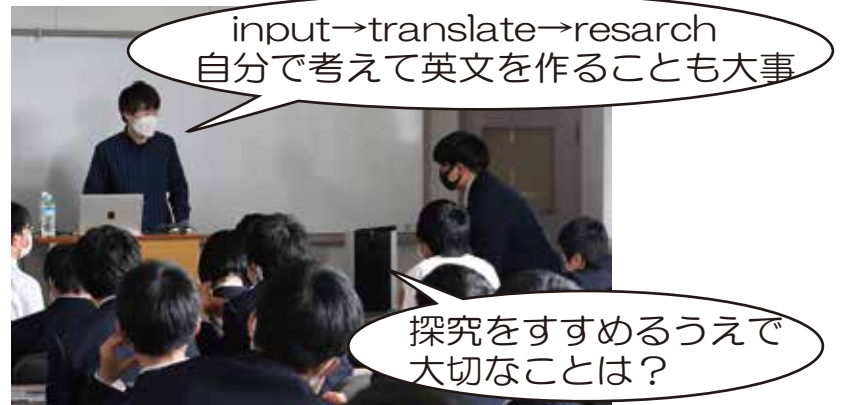 input→translate→resarch
自分で考えて英文を作ることも大事
探究をすすめるうえで
大切なことは？